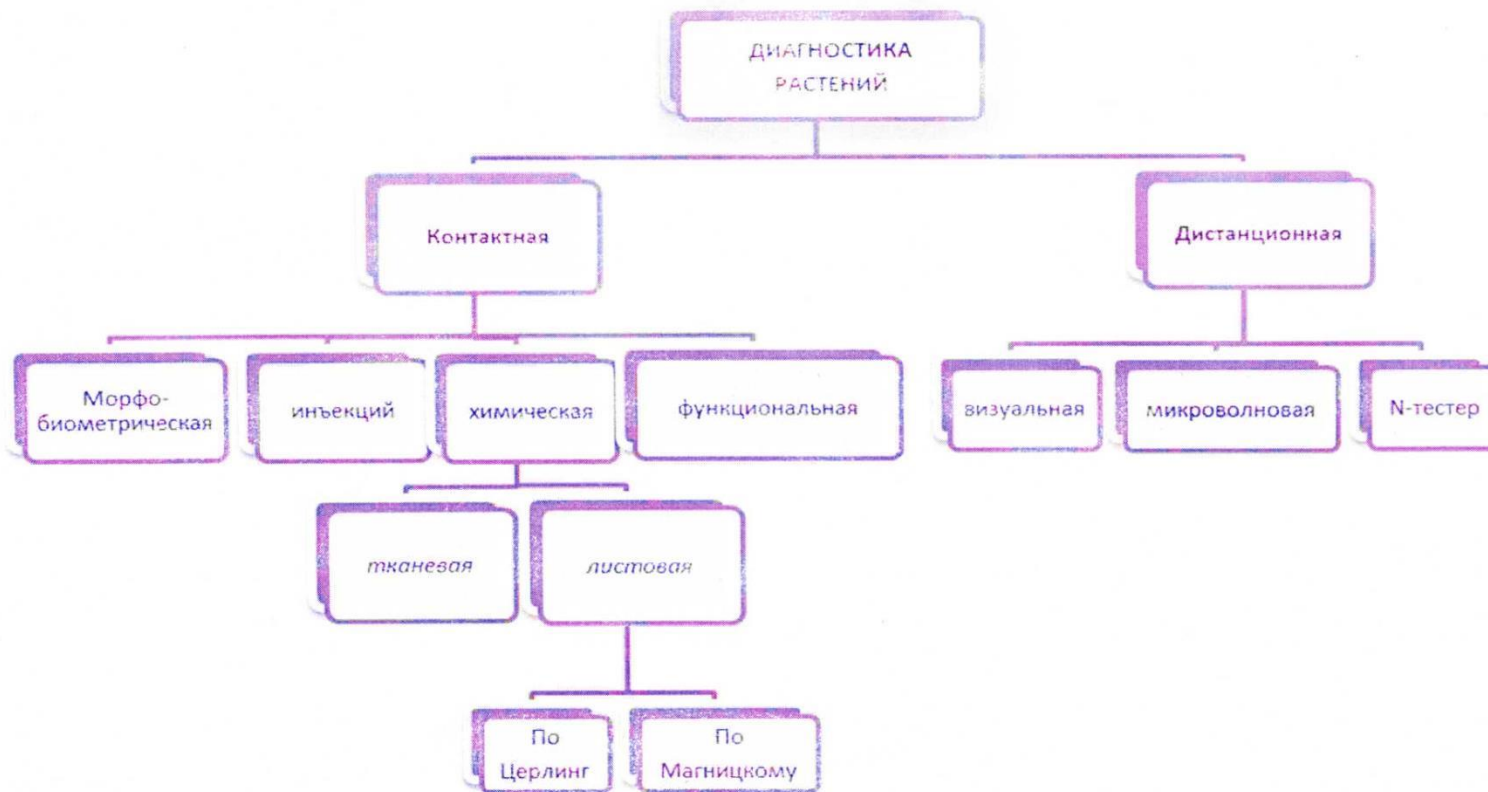 ДИАГНОСТИКА
РАСТЕНИЙ
Контактная
Дистанционная
Морфо-
биометрическая
инъекций
химическая
функциональная
визуальная
микроволновая
N-тестер
тканевая
листовая
По
Церлинг
По
Магницкому